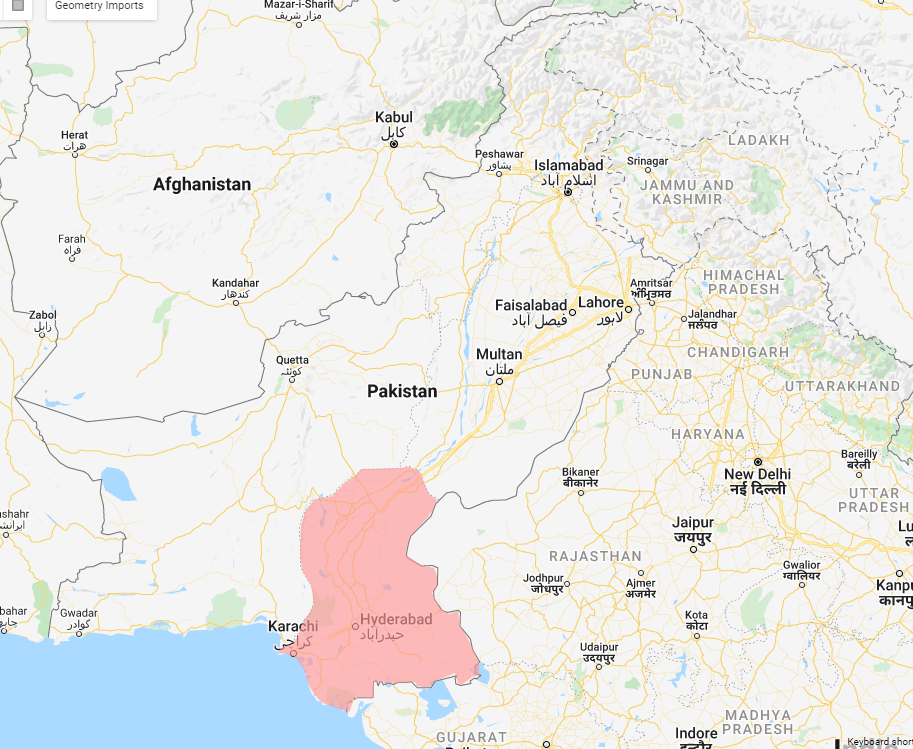 Geometry Imports
Mazar-i-Sharif
مزار شریف
Kabul
کابل
Herat
هرات
Peshawar
پشاور
Islamabad
اسلام آباد
Srinagar
LADAKH
JAMMU AND
KASHMIR
Afghanistan
Farah
فراه
Kandahar
کندهار
HIMACHAL
PRADESH
Amritsar
ਅੰਮ੍ਰਿਤਸਰ
Faisalabad
فیصل آباد
Lahore
لاہور
Zabol
زابل
Jalandhar
ਜਲੰਧਰ
Multan
ملتان
CHANDIGARH
Quetta
کوئٹہ
Pakistan
PUNJAB
UTTARAKHAND
HARYANA
Bareilly
बरेली
Bikaner
बीकानेर
New Delhi
नई दिल्ली
UTTAR
PRADESH
Jaipur
जयपुर
RAJASTHAN
Gwalior
ग्वालियर
Jodhpur
जोधपुर
Ajmer
अजमेर
Kanpu
कानपु
Gwadar
گوادر
Karachi
کراچی
Hyderabad
حیدرآباد
Kota
कोटा
Udaipur
उदयपुर
MADHYA
PRADESH
GUJARAT
Indore
Keyboard short